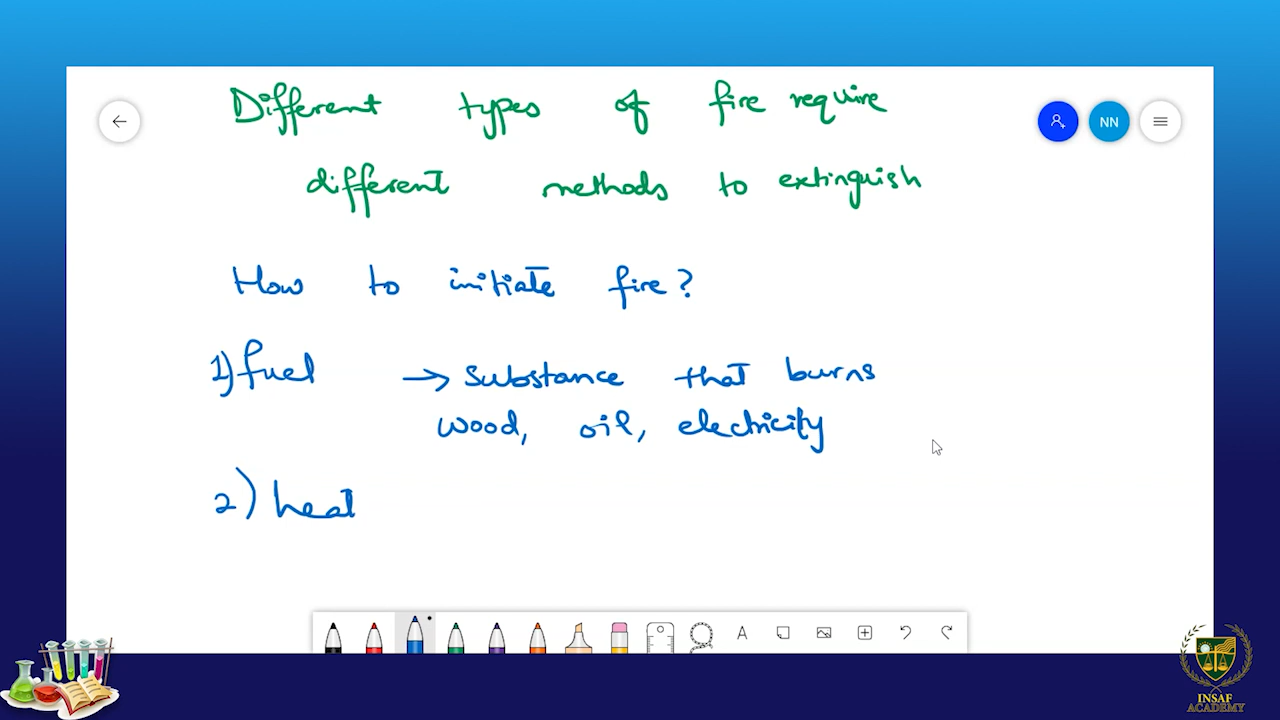 Different types of fire require
different methods to extinguish
NN
How to initiate fire?
1) fuel → substance that burns
wood, oil, electricity
2) heat
A
INSAF
ACADEMY